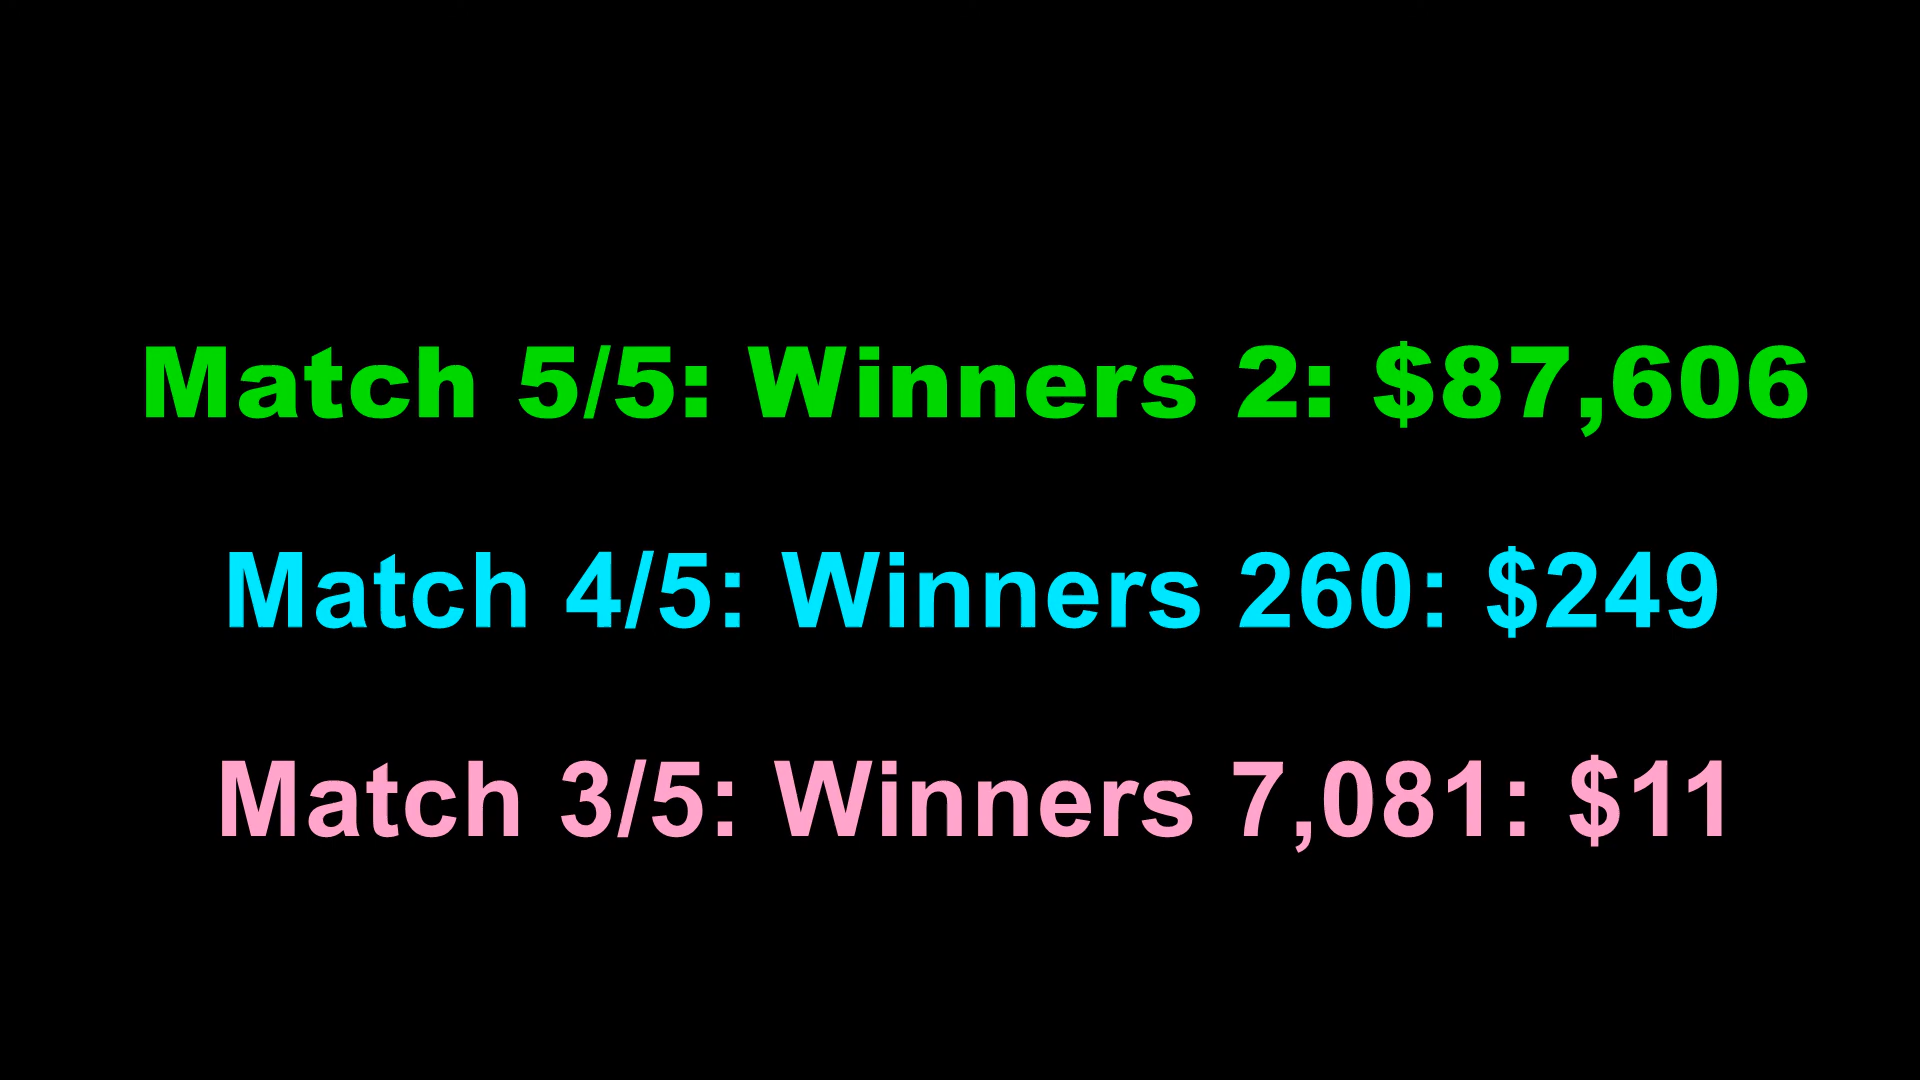 Match 5/5: Winners 2: $87,606
Match 4/5: Winners 260: $249
Match 3/5: Winners 7,081: $11